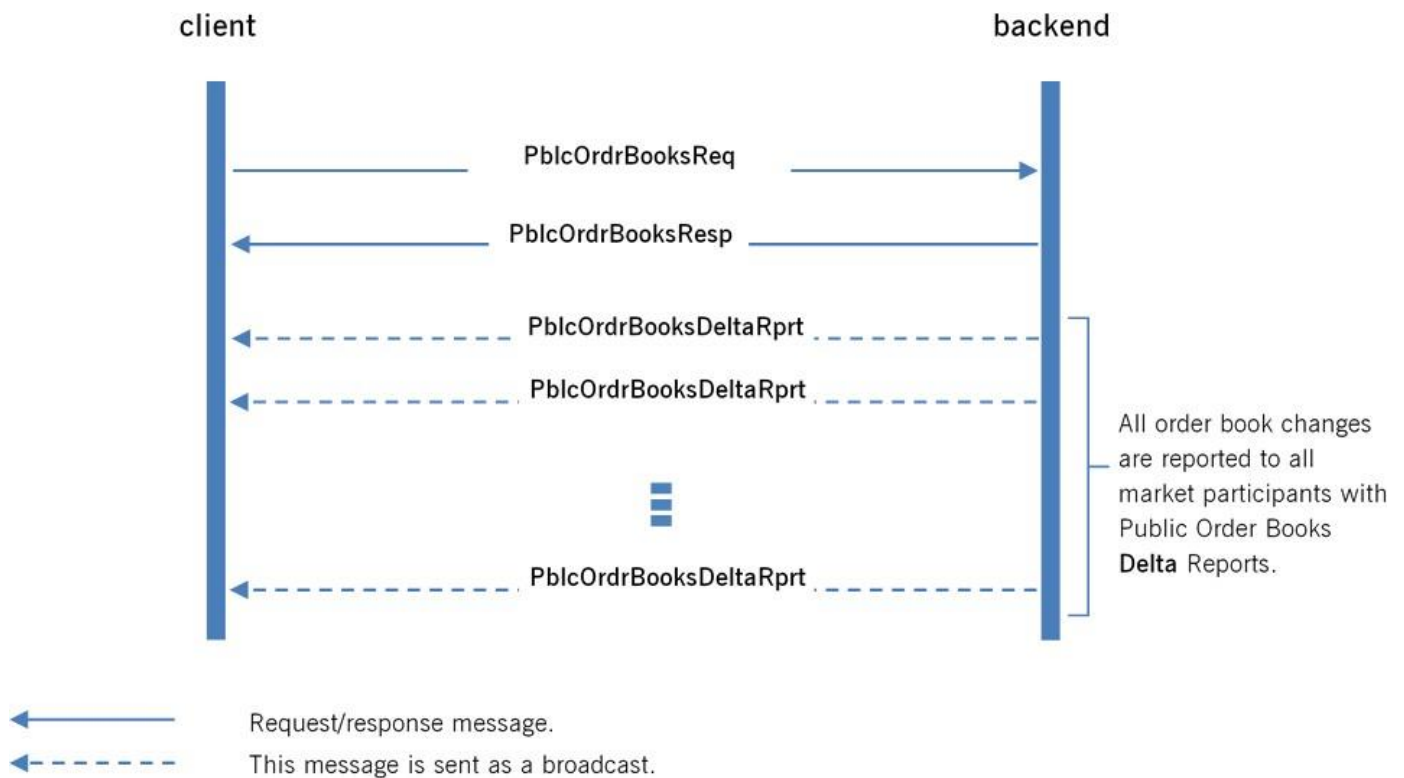 client
backend
PblcOrdrBooksReq
PblcOrdrBooksResp
PblcOrdrBooksDeltaRprt
PblcOrdrBooksDeltaRprt
All order book changes
are reported to all
market participants with
Public Order Books
Delta Reports.
PblcOrdrBooksDeltaRprt
Request/response message.
This message is sent as a broadcast.